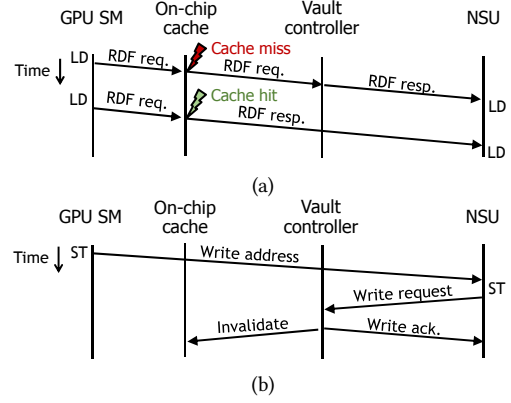 GPU SM
On-chip cache
Vault controller
NSU
Time
LD
RDF req.
Cache miss
RDF req.
RDF resp.
LD
LD
RDF req.
Cache hit
RDF resp.
LD
(a)
GPU SM
On-chip cache
Vault controller
NSU
Time
ST
Write address
ST
Write request
Invalidate
Write ack.
(b)